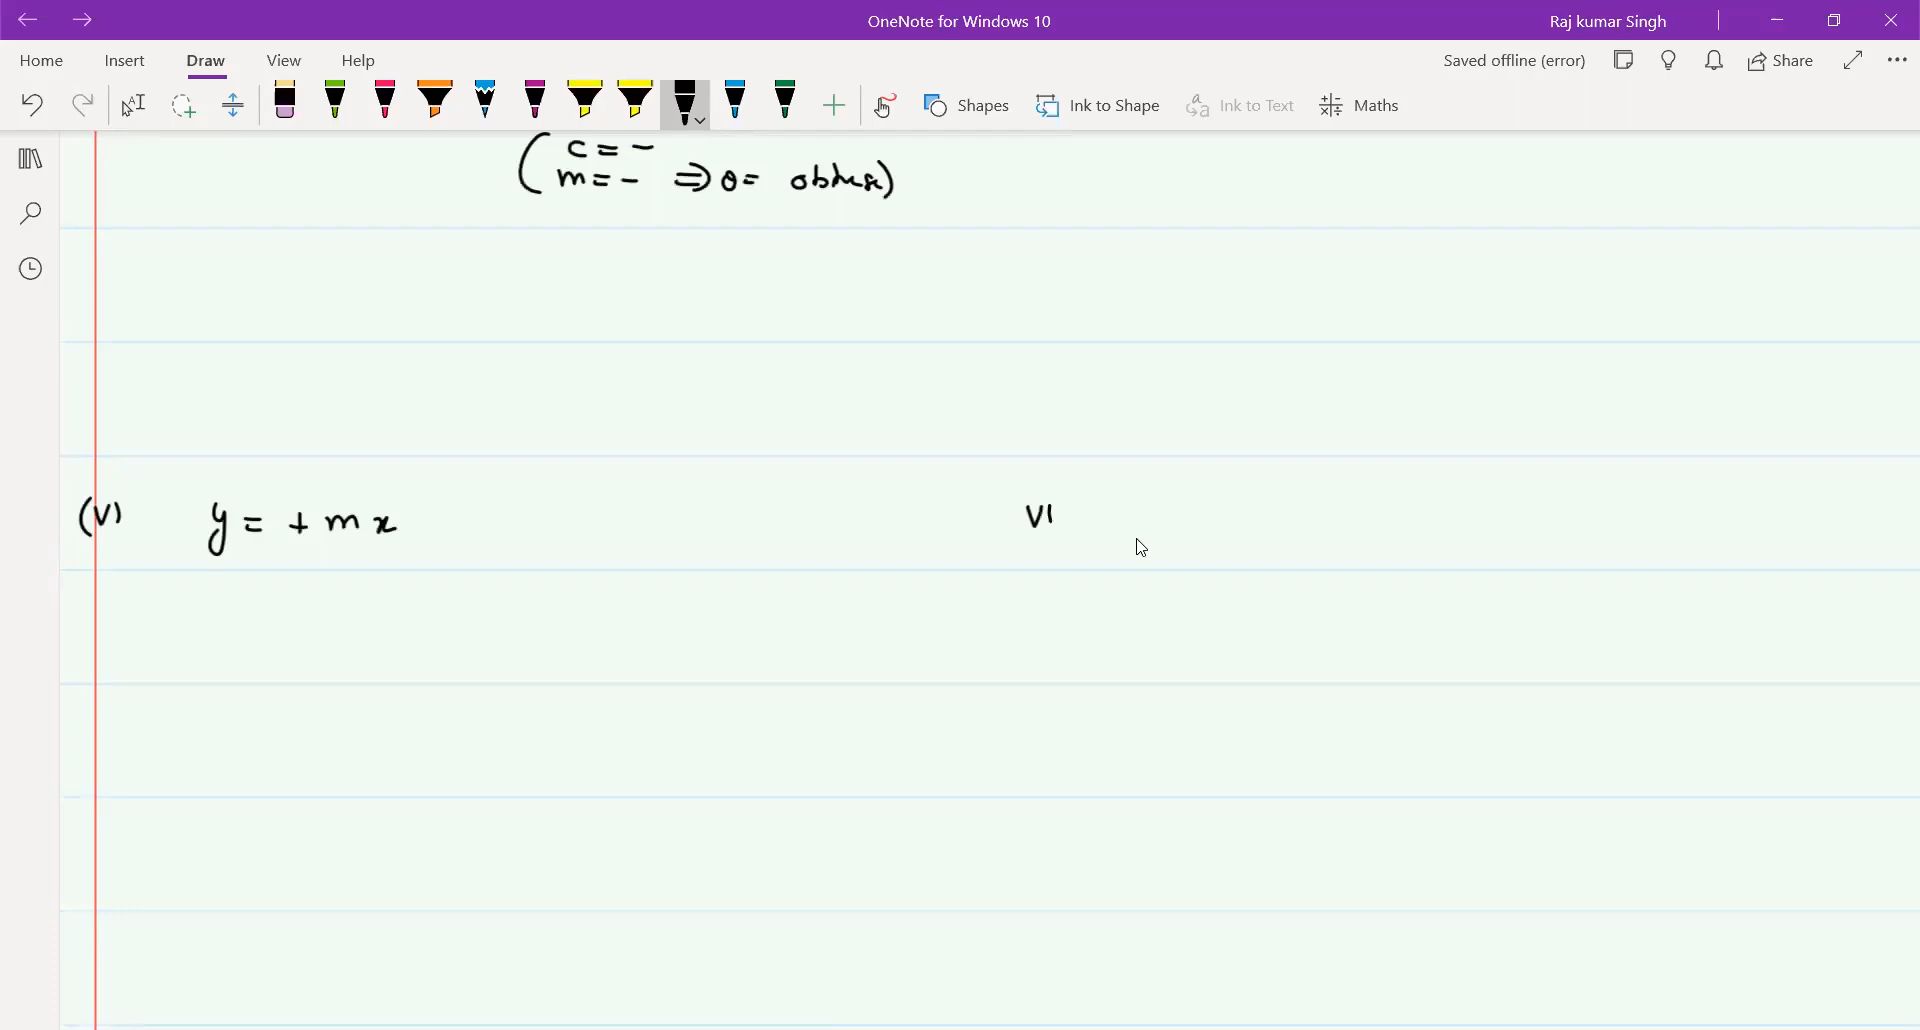 OneNote for Windows 10
Raj kumar Singh
Home Insert Draw View Help
Saved offline (error)
Share
Shapes Ink to Shape Ink to Text Maths
( c = -
m = - ⇒ θ = obtuse)
(V) y = + m x
VI